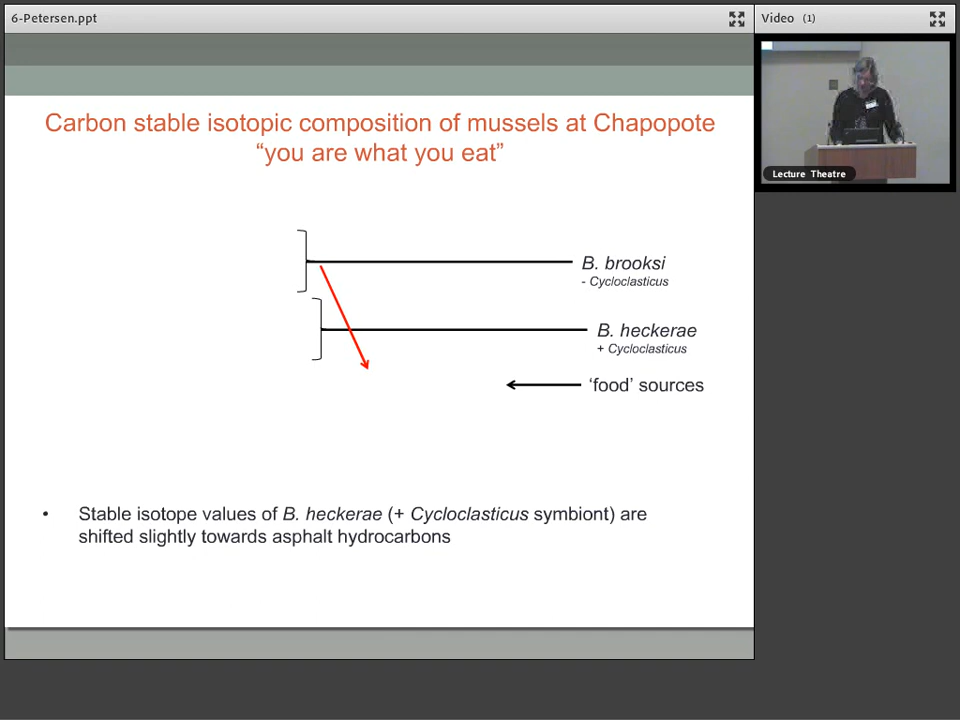 6-Petersen.ppt
Video (1)
Carbon stable isotopic composition of mussels at Chapopote
“you are what you eat”
B. brooksi
- Cycloclasticus
B. heckerae
+ Cycloclasticus
‘food’ sources
• Stable isotope values of B. heckerae (+ Cycloclasticus symbiont) are
shifted slightly towards asphalt hydrocarbons
Lecture Theatre